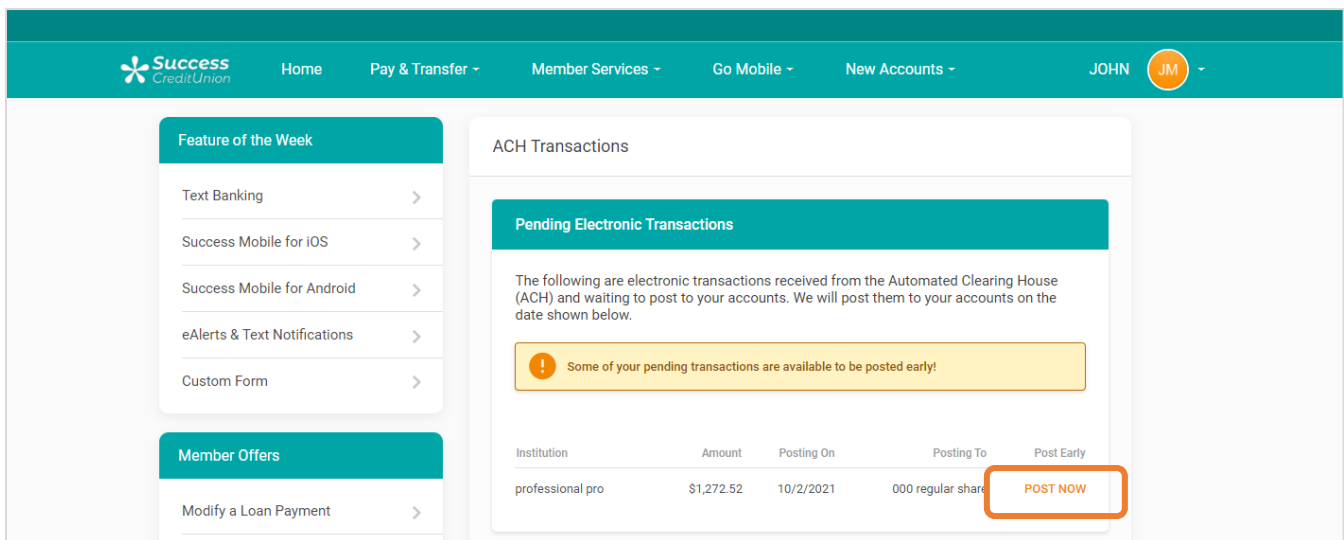 Success
CreditUnion
Home Pay & Transfer Member Services Go Mobile New Accounts JOHN JM
Feature of the Week
Text Banking
Success Mobile for iOS
Success Mobile for Android
eAlerts & Text Notifications
Custom Form
Member Offers
Modify a Loan Payment
ACH Transactions
Pending Electronic Transactions
The following are electronic transactions received from the Automated Clearing House
(ACH) and waiting to post to your accounts. We will post them to your accounts on the
date shown below.
! Some of your pending transactions are available to be posted early!
Institution Amount Posting On Posting To Post Early
professional pro $1,272.52 10/2/2021 000 regular share POST NOW